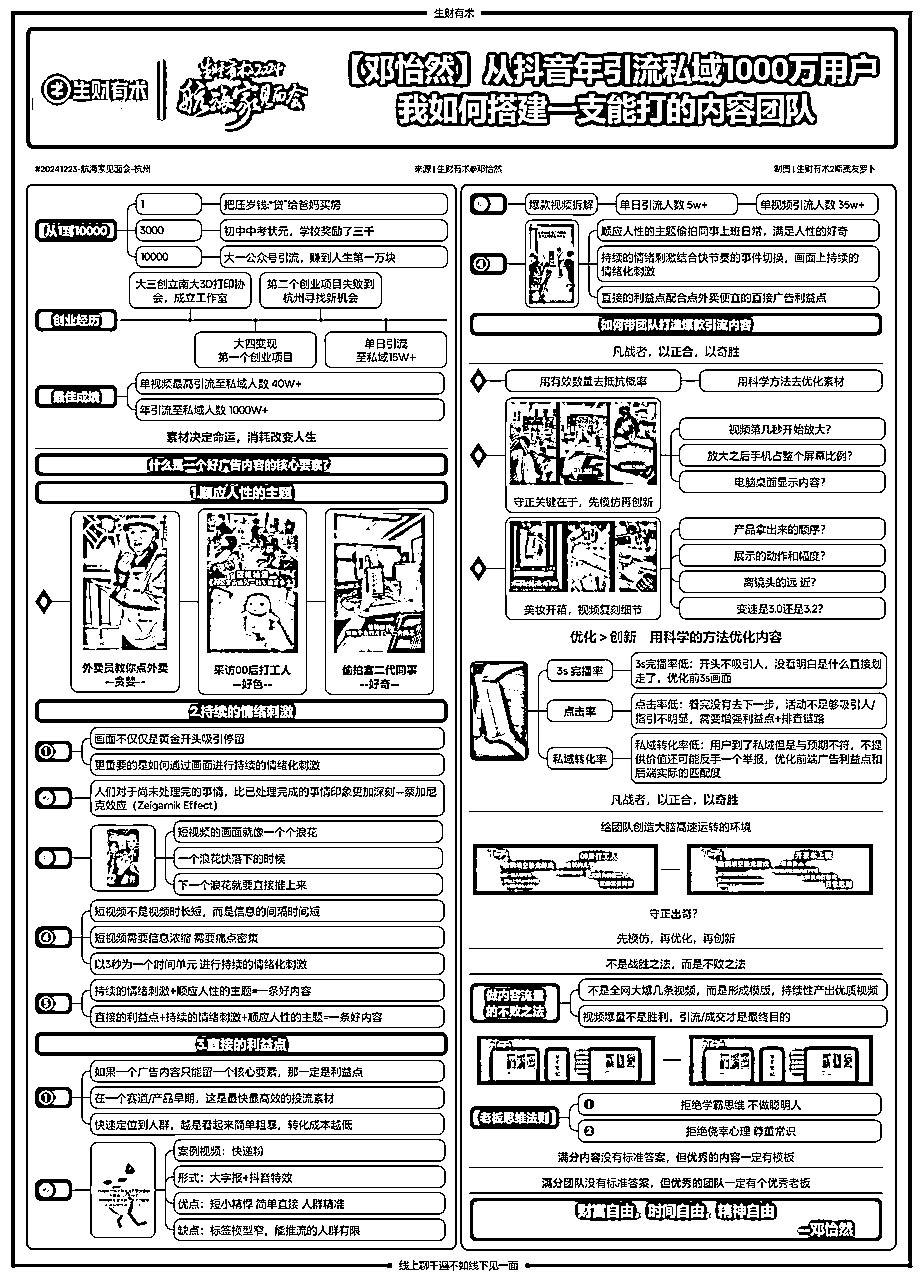 生财有术
生财有术
生财有术2024
航海家见面会
【邓怡然】从抖音年引流私域1000万用户
我如何搭建一支能打的内容团队
#20241223-航海家见面会-杭州
来源 | 生财有术@邓怡然
从1到10000
1
把压岁钱“贷”给爸妈买房
3000
初中中考状元，学校奖励了三千
10000
大一公众号引流，赚到人生第一万块
创业经历
大三创立南大3D打印协
会，成立工作室
第二个创业项目失败到
杭州寻找新机会
大四变现
第一个创业项目
单日引流
至私域15W+
最佳成绩
单视频最高引流至私域人数 40W+
年引流至私域人数 1000W+
素材决定命运，消耗改变人生
什么是一个好广告内容的核心要素？
1.顺应人性的主题
外卖员教你点外卖
--贪婪--
采访00后打工人
--好色--
偷拍富二代同事
--好奇--
2.持续的情绪刺激
①
画面不仅仅是黄金开头吸引停留
更重要的是如何通过画面进行持续的情绪化刺激
人们对于尚未处理完的事情，比已处理完成的事情印象更加深刻--蔡加尼
克效应（Zeigarnik Effect）
短视频的画面就像一个个浪花
一个浪花快落下的时候
下一个浪花就要直接推上来
④
短视频不是视频时长短，而是信息的间隔时间短
短视频需要信息浓缩 需要痛点密集
以3秒为一个时间单元 进行持续的情绪化刺激
⑤
持续的情绪刺激+顺应人性的主题=一条好内容
直接的利益点+持续的情绪刺激+顺应人性的主题=一条好内容
3.直接的利益点
①
如果一个广告内容只能留一个核心要素，那一定是利益点
在一个赛道/产品早期，这是最快最高效的投流素材
快速定位到人群，越是看起来简单粗暴，转化成本越低
案例视频：快递粉
形式：大字报+抖音特效
优点：短小精悍 简单直接 人群精准
缺点：标签模型窄，能推流的人群有限
爆款视频拆解
单日引流人数 5w+
单视频引流人数 35w+
④
顺应人性的主题偷拍同事上班日常，满足人性的好奇
持续的情绪刺激结合快节奏的事件切换，画面上持续的
情绪化刺激
直接的利益点配合点外卖便宜的直接广告利益点
如何带团队打造爆款引流内容
凡战者，以正合，以奇胜
用有效数量去抵抗概率
用科学方法去优化素材
守正关键在于，先模仿再创新
视频第几秒开始放大？
放大之后手机占整个屏幕比例？
电脑桌面显示内容？
美妆开箱，视频复刻细节
产品拿出来的顺序？
展示的动作和幅度？
离镜头的远 近？
变速是3.0还是3.2？
优化 > 创新 用科学的方法优化内容
3s 完播率
3s完播率低：开头不吸引人，没看明白是什么直接划
走了，优化前3s画面
点击率
点击率低：看完没有去下一步，活动不足够吸引人/
指引不明显，需要增强利益点+排查链路
私域转化率
私域转化率低：用户到了私域但是与预期不符，不提
供价值还可能反手一个举报，优化前端广告利益点和
后端实际的匹配度
凡战者，以正合，以奇胜
给团队创造大脑高速运转的环境
守正出奇？
先模仿，再优化，再创新
不是战胜之法，而是不败之法
做内容流量
的不败之法
不是全网大爆几条视频，而是形成模版，持续性产出优质视频
视频爆量不是胜利，引流/成交才是最终目的
老板思维法则
❶
拒绝学霸思维 不做聪明人
❷
拒绝侥幸心理 尊重常识
满分内容没有标准答案，但优秀的内容一定有模板
满分团队没有标准答案，但优秀的团队一定有个优秀老板
财富自由，时间自由，精神自由
—邓怡然
线上聊千遍不如线下见一面